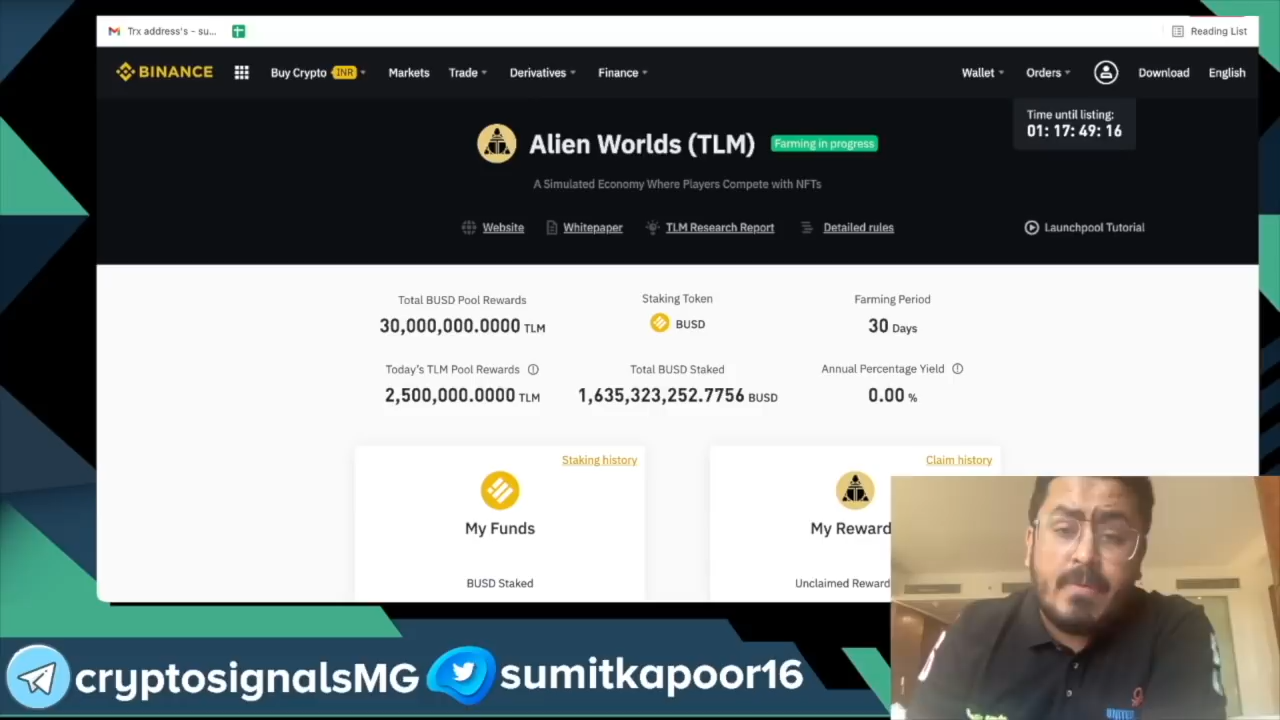 Trx address's - su...
Reading List
BINANCE
Buy Crypto INR
Markets
Trade
Derivatives
Finance
Wallet
Orders
Download
English
Time until listing:
01: 17: 49: 16
Alien Worlds (TLM)
Farming in progress
A Simulated Economy Where Players Compete with NFTs
Website
Whitepaper
TLM Research Report
Detailed rules
Launchpool Tutorial
Total BUSD Pool Rewards
30,000,000.0000 TLM
Staking Token
BUSD
Farming Period
30 Days
Today's TLM Pool Rewards
2,500,000.0000 TLM
Total BUSD Staked
1,635,323,252.7756 BUSD
Annual Percentage Yield
0.00 %
Staking history
My Funds
BUSD Staked
Claim history
My Reward
Unclaimed Reward
cryptosignalsMG
sumitkapoor16